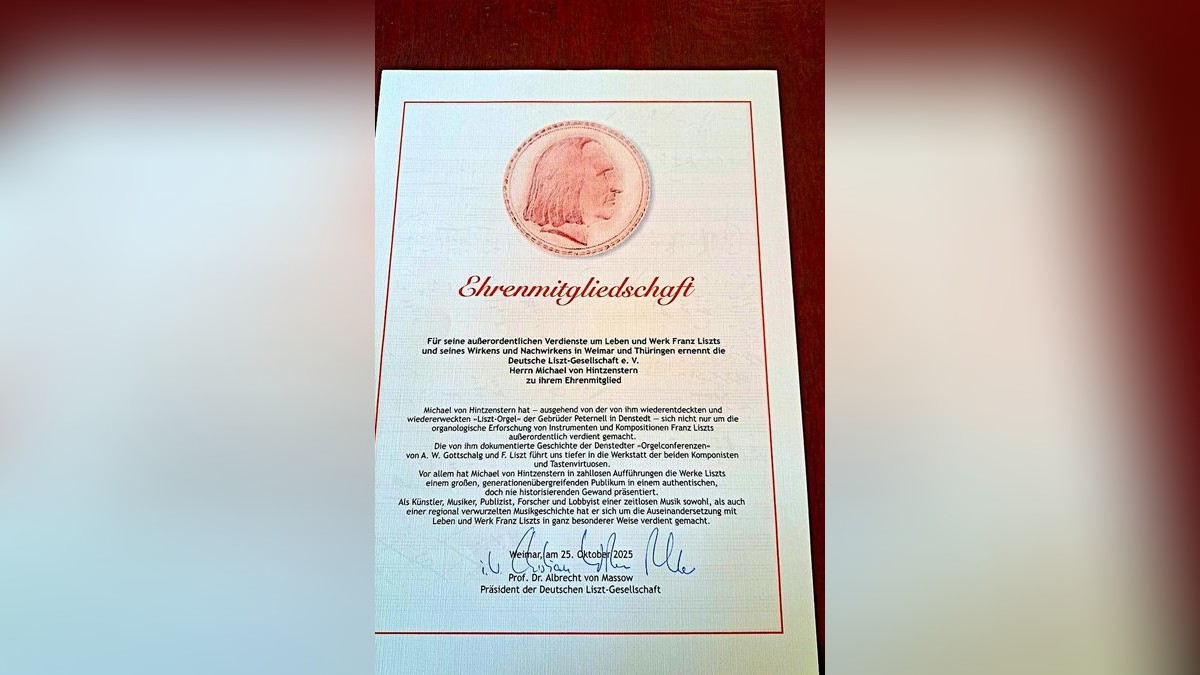 Ehrenmitgliedschaft
Für seine außerordentlichen Verdienste um Leben und Werk Franz Liszts
und seines Wirkens und Nachwirkens in Weimar und Thüringen ernennt die
Deutsche Liszt-Gesellschaft e. V.
Herrn Michael von Hintzenstern
zu ihrem Ehrenmitglied
Michael von Hintzenstern hat – ausgehend von der von ihm wiederentdeckten und
wiedererweckten »Liszt-Orgel« der Gebrüder Peternell in Denstedt – sich nicht nur um die
organologische Erforschung von Instrumenten und Kompositionen Franz Liszts
außerordentlich verdient gemacht.
Die von ihm dokumentierte Geschichte der Denstedter »Orgelconferenzen«
von A. W. Gottschalg und F. Liszt führt uns tiefer in die Werkstatt der beiden Komponisten
und Tastenvirtuosen.
Vor allem hat Michael von Hintzenstern in zahllosen Aufführungen die Werke Liszts
einem großen, generationenübergreifenden Publikum in einem authentischen,
doch nie historisierenden Gewand präsentiert.
Als Künstler, Musiker, Publizist, Forscher und Lobbyist einer zeitlosen Musik sowohl, als auch
einer regional verwurzelten Musikgeschichte hat er sich um die Auseinandersetzung mit
Leben und Werk Franz Liszts in ganz besonderer Weise verdient gemacht.
Weimar, am 25. Oktober 2025
i.V.
Prof. Dr. Albrecht von Massow
Präsident der Deutschen Liszt-Gesellschaft